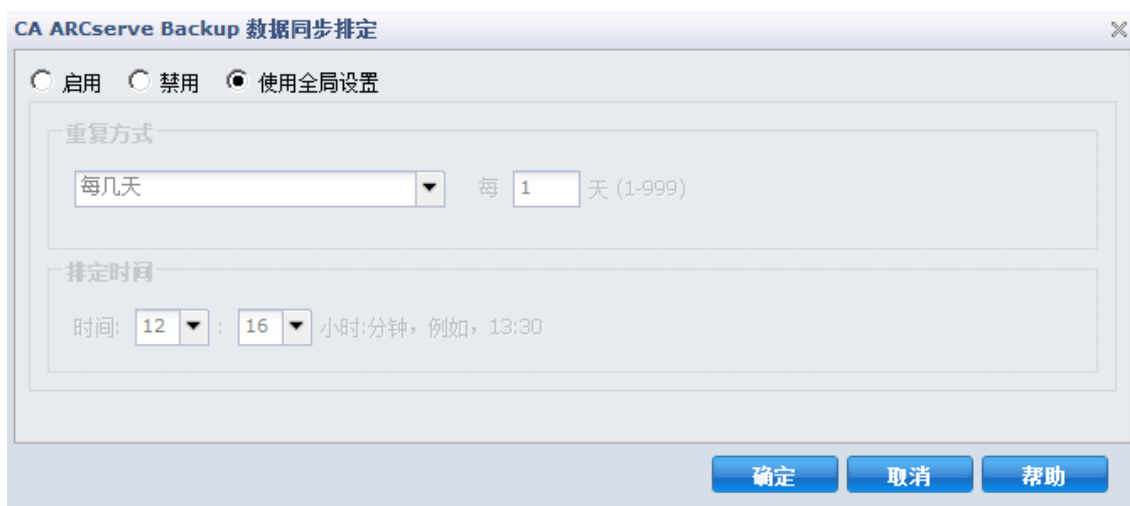 CA ARCserve Backup 数据同步排定
启用 禁用 使用全局设置
重复方式
每几天 每 1 天 (1-999)
排定时间
时间: 12 : 16 小时:分钟，例如，13:30
确定 取消 帮助